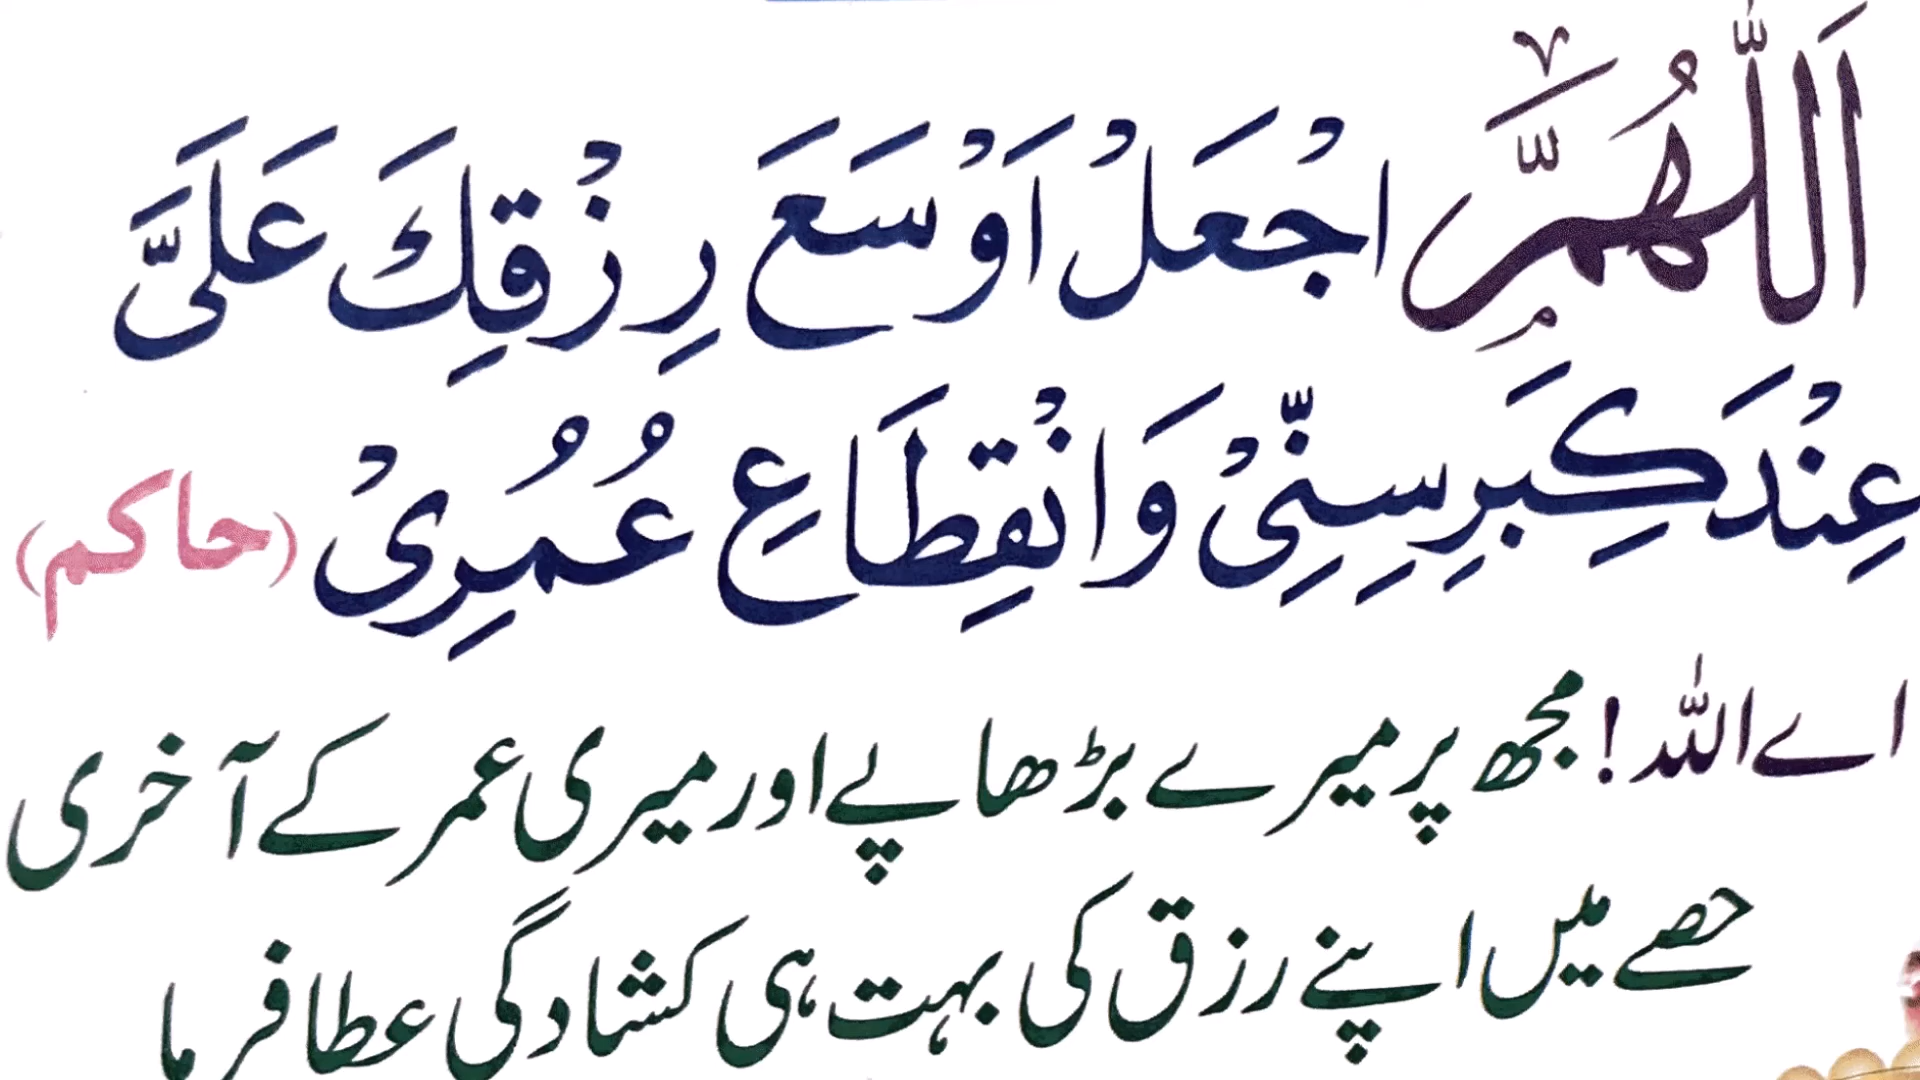 اَللّٰهُمَّ اجْعَلْ اَوْسَعَ رِزْقِكَ عَلَیَّ
عِنْدَ كِبَرِ سِنِّیْ وَانْقِطَاعِ عُمُرِیْ (حاكم)
اے اللہ! مجھ پر میرے بڑھاپے اور میری عمر کے آخری
حصے میں اپنے رزق کی بہت ہی کشادگی عطا فرما